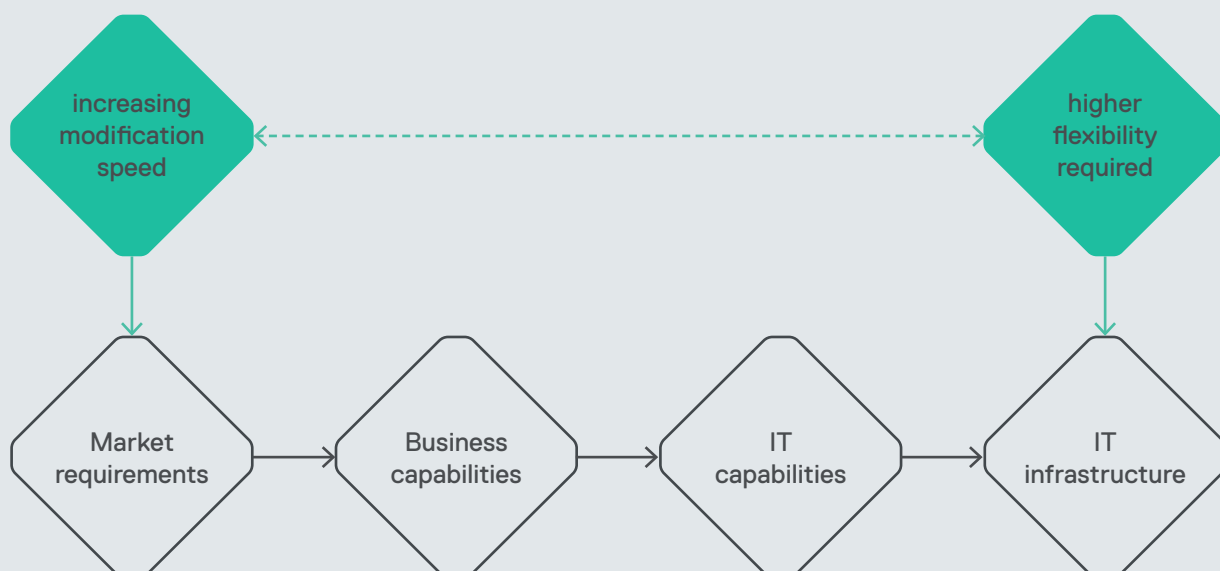 increasing
modification
speed
higher
flexibility
required
Market
requirements
Business
capabilities
IT
capabilities
IT
infrastructure